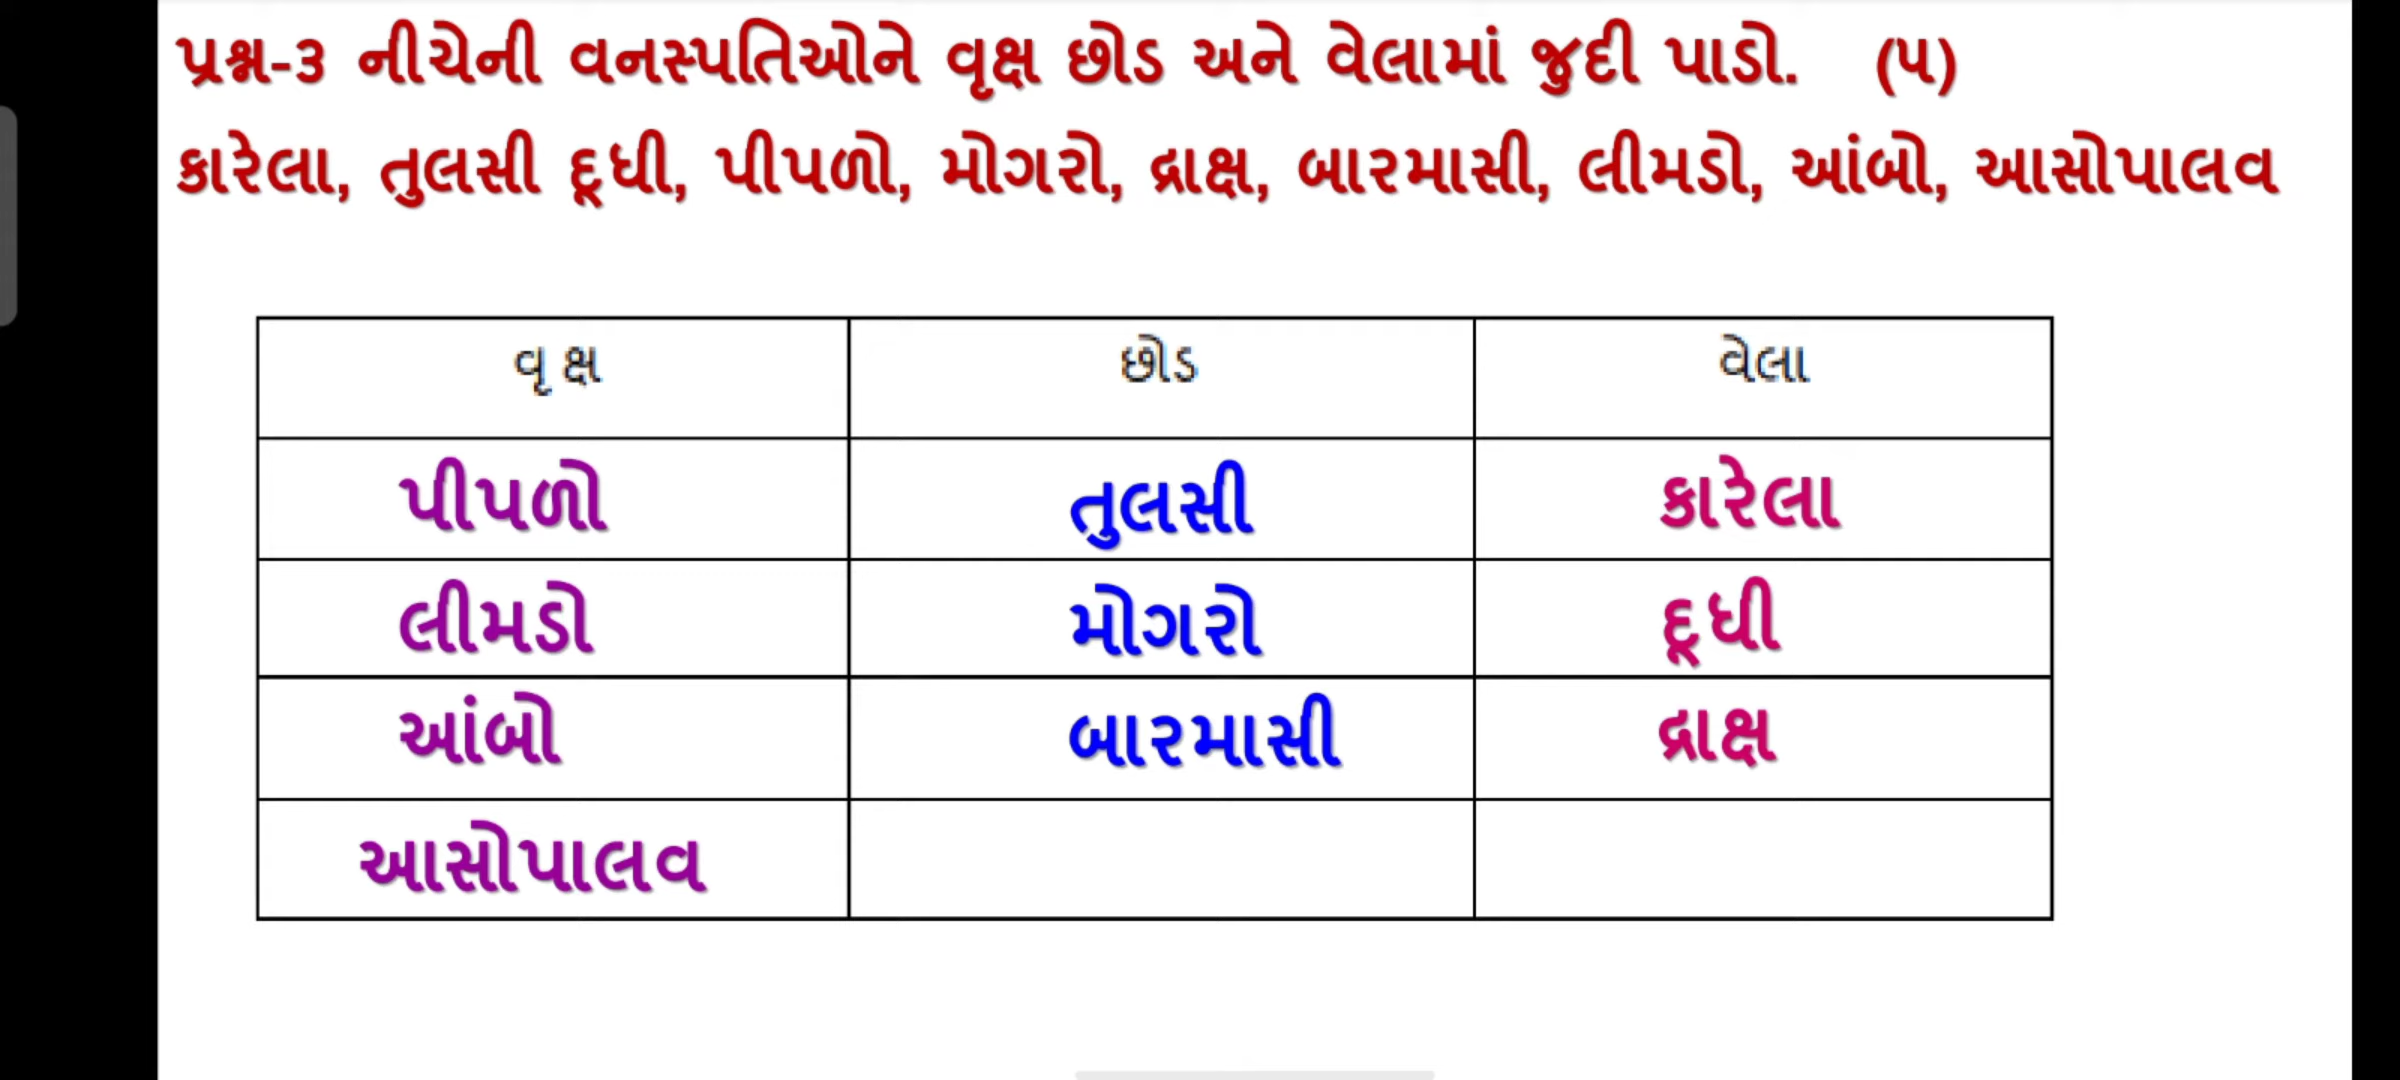 પ્રશ્ન-૩ નીચેની વનસ્પતિઓને વૃક્ષ છોડ અને વેલામાં જુદી પાડો. (૫)
કારેલા, તુલસી દૂધી, પીપળો, મોગરો, દ્રાક્ષ, બારમાસી, લીમડો, આંબો, આસોપાલવ
વૃક્ષ છોડ વેલા
પીપળો તુલસી કારેલા
લીમડો મોગરો દૂધી
આંબો બારમાસી દ્રાક્ષ
આસોપાલવ